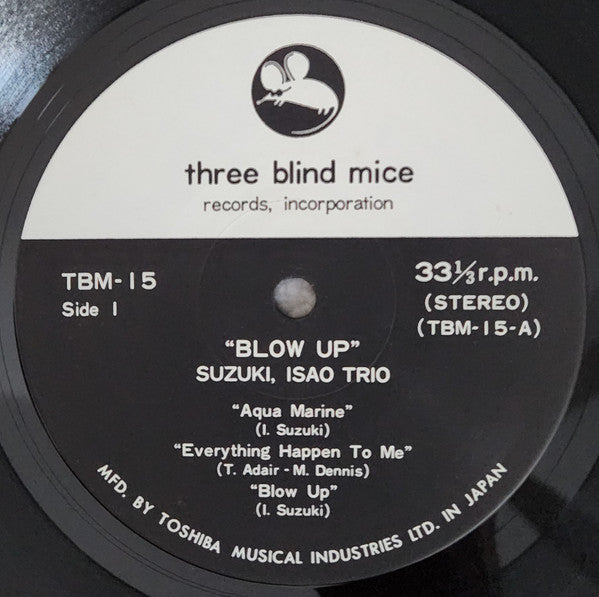 three blind mice
records, incorporation
TBM-15
Side 1
33⅓ r.p.m.
(STEREO)
(TBM-15-A)
"BLOW UP"
SUZUKI, ISAO TRIO
"Aqua Marine"
(I. Suzuki)
"Everything Happen To Me"
(T. Adair - M. Dennis)
"Blow Up"
(I. Suzuki)
MFD. BY TOSHIBA MUSICAL INDUSTRIES LTD. IN JAPAN